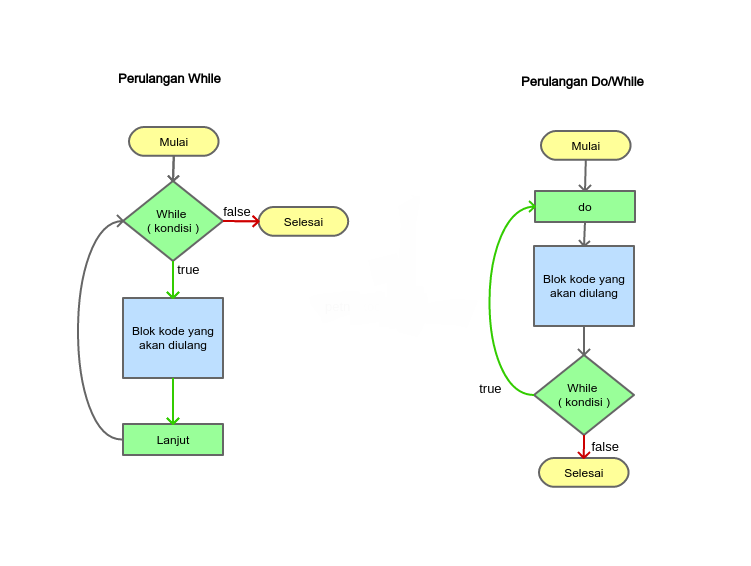 Perulangan While
Mulai
While
( kondisi )
false
Selesai
true
Blok kode yang
akan diulang
Lanjut
Perulangan Do/While
Mulai
do
Blok kode yang
akan diulang
true
While
( kondisi )
false
Selesai